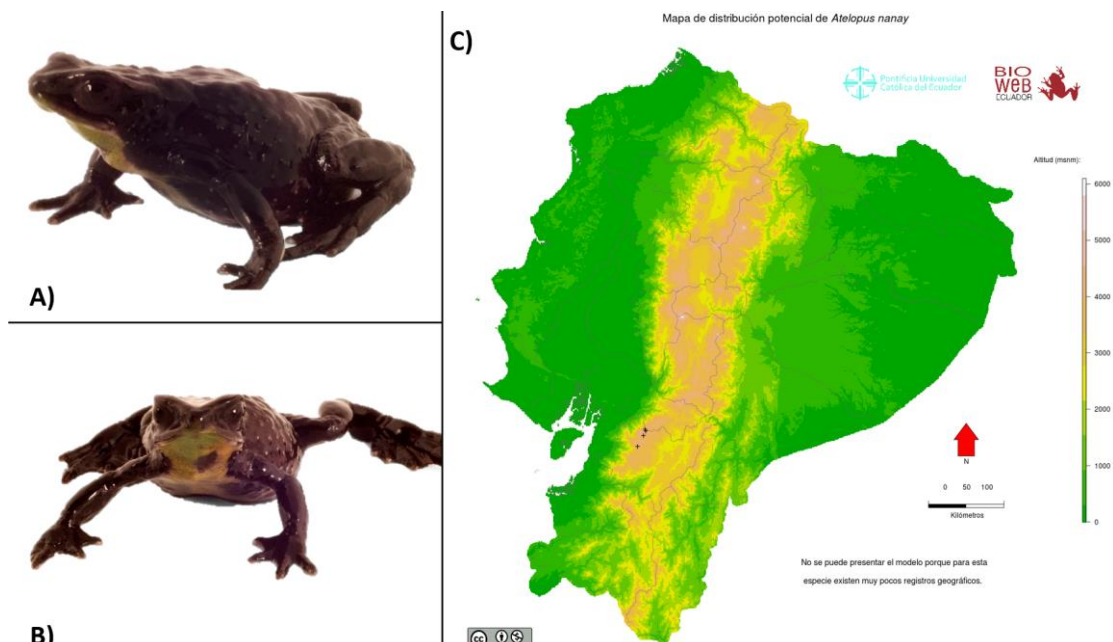 A)
B)
C)
Mapa de distribución potencial de Atelopus nanay
Pontificia Universidad
Católica del Ecuador
BIO
WEB
ECUADOR
Altitud (msnm):
6000
5000
4000
3000
2000
1000
0
N
0 50 100
Kilómetros
No se puede presentar el modelo porque para esta
especie existen muy pocos registros geográficos.
cc